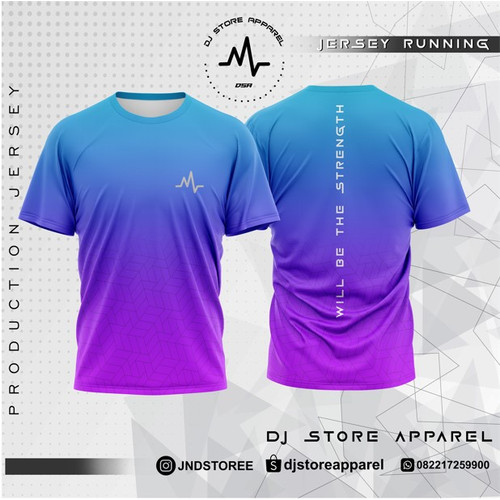 DJ STORE APPAREL
DSA
JERSEY RUNNING
PRODUCTION JERSEY
WILL BE THE STRENGTH
DJ STORE APPAREL
JNDSTOREE
djstoreapparel
082217259900